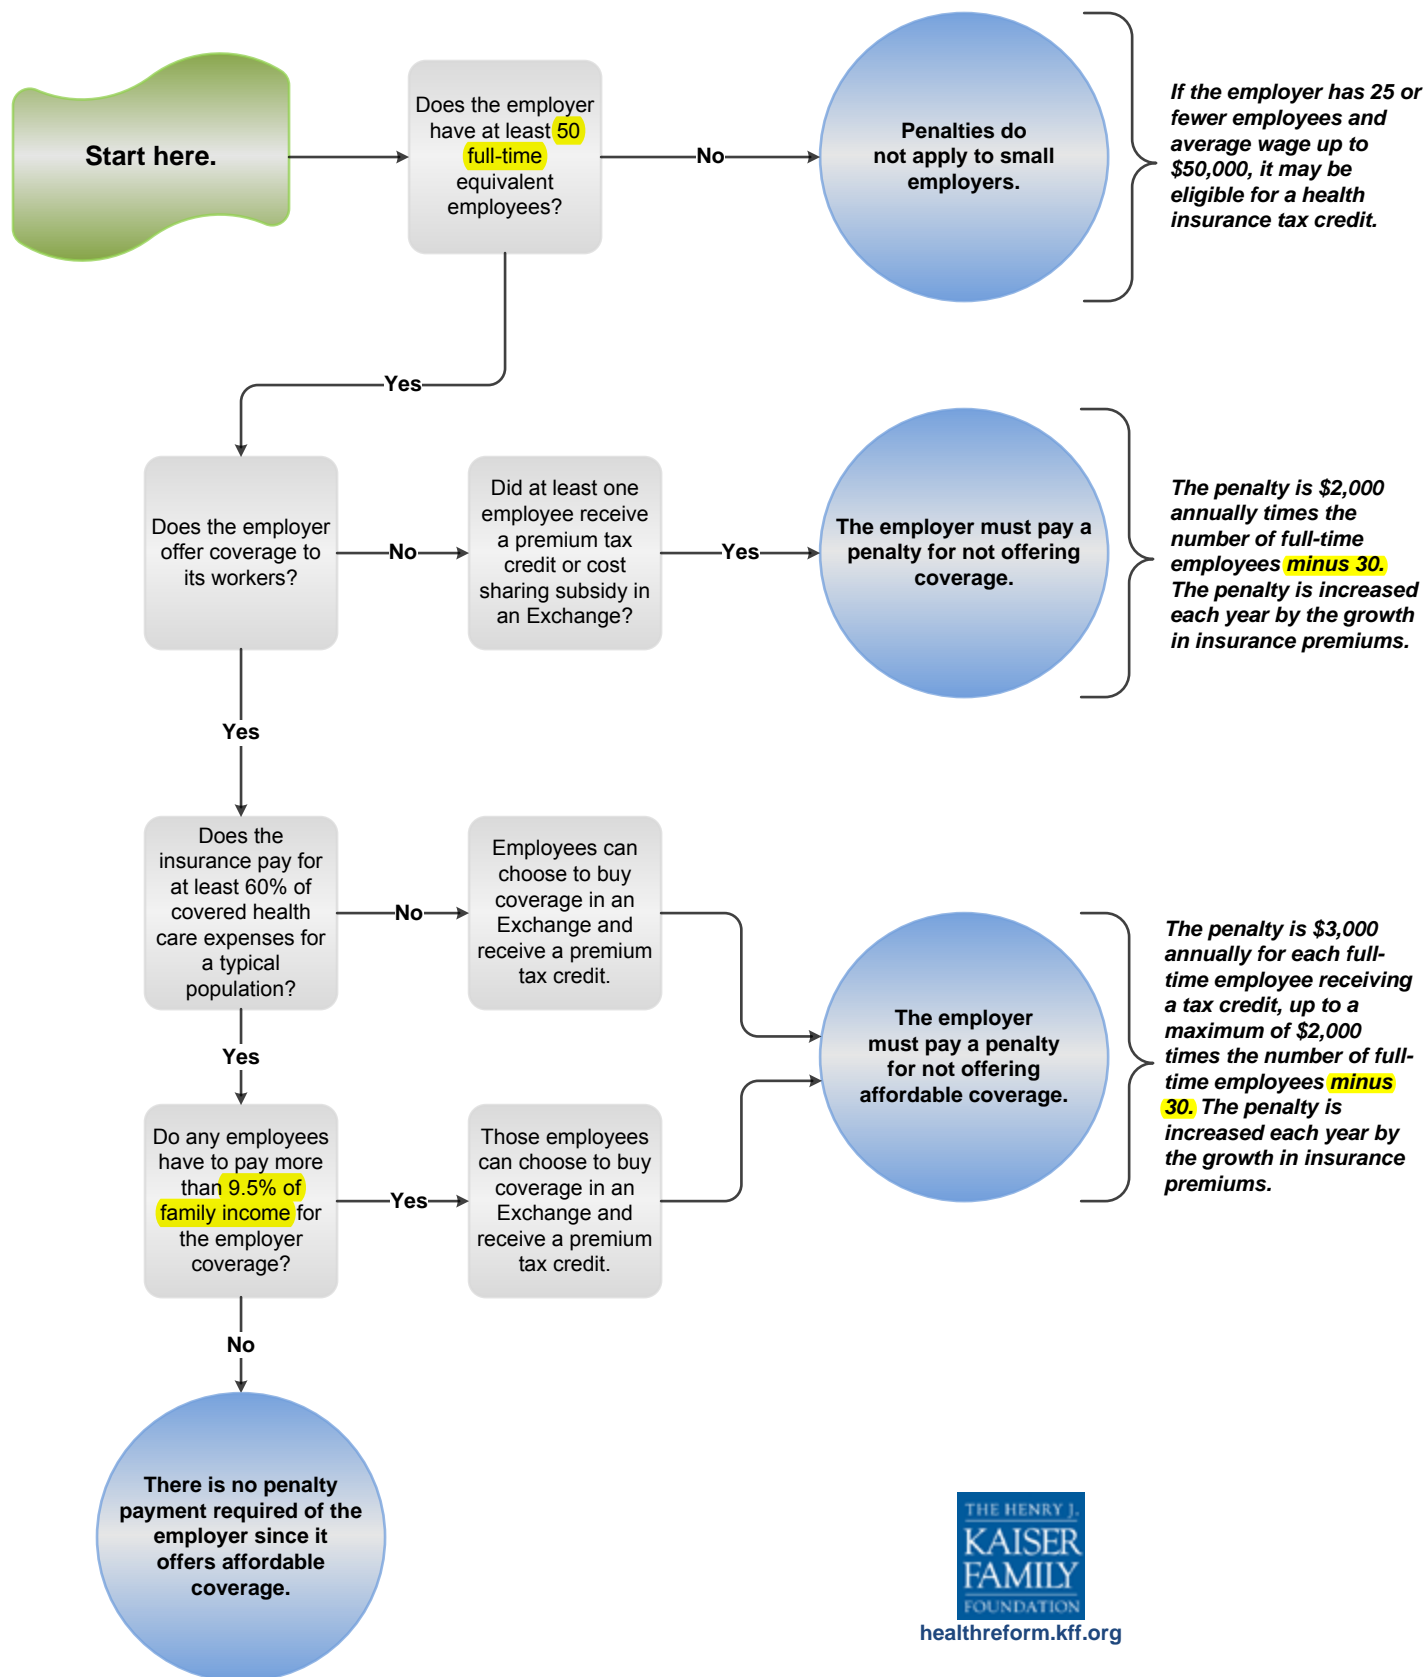 Start here.
Does the employer
have at least 50
full-time
equivalent
employees?
No
Penalties do
not apply to small
employers.
If the employer has 25 or
fewer employees and
average wage up to
$50,000, it may be
eligible for a health
insurance tax credit.
Yes
Does the employer
offer coverage to
its workers?
No
Did at least one
employee receive
a premium tax
credit or cost
sharing subsidy in
an Exchange?
Yes
The employer must pay a
penalty for not offering
coverage.
The penalty is $2,000
annually times the
number of full-time
employees minus 30.
The penalty is increased
each year by the growth
in insurance premiums.
Yes
Does the
insurance pay for
at least 60% of
covered health
care expenses for
a typical
population?
No
Employees can
choose to buy
coverage in an
Exchange and
receive a premium
tax credit.
The employer
must pay a penalty
for not offering
affordable coverage.
The penalty is $3,000
annually for each full-
time employee receiving
a tax credit, up to a
maximum of $2,000
times the number of full-
time employees minus
30. The penalty is
increased each year by
the growth in insurance
premiums.
Yes
Do any employees
have to pay more
than 9.5% of
family income for
the employer
coverage?
Yes
Those employees
can choose to buy
coverage in an
Exchange and
receive a premium
tax credit.
No
There is no penalty
payment required of the
employer since it
offers affordable
coverage.
THE HENRY J.
KAISER
FAMILY
FOUNDATION
healthreform.kff.org